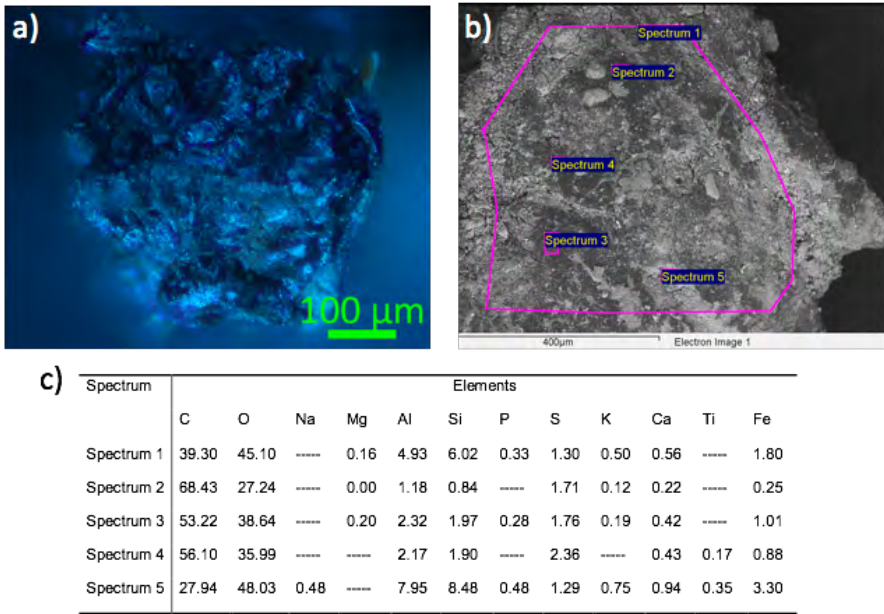 a)
100 µm
b)
Spectrum 1
Spectrum 2
Spectrum 4
Spectrum 3
Spectrum 5
400µm Electron Image 1
c)
Spectrum Elements
C O Na Mg Al Si P S K Ca Ti Fe
Spectrum 1 39.30 45.10 ----- 0.16 4.93 6.02 0.33 1.30 0.50 0.56 ----- 1.80
Spectrum 2 68.43 27.24 ----- 0.00 1.18 0.84 ----- 1.71 0.12 0.22 ----- 0.25
Spectrum 3 53.22 38.64 ----- 0.20 2.32 1.97 0.28 1.76 0.19 0.42 ----- 1.01
Spectrum 4 56.10 35.99 ----- ----- 2.17 1.90 ----- 2.36 ----- 0.43 0.17 0.88
Spectrum 5 27.94 48.03 0.48 ----- 7.95 8.48 0.48 1.29 0.75 0.94 0.35 3.30